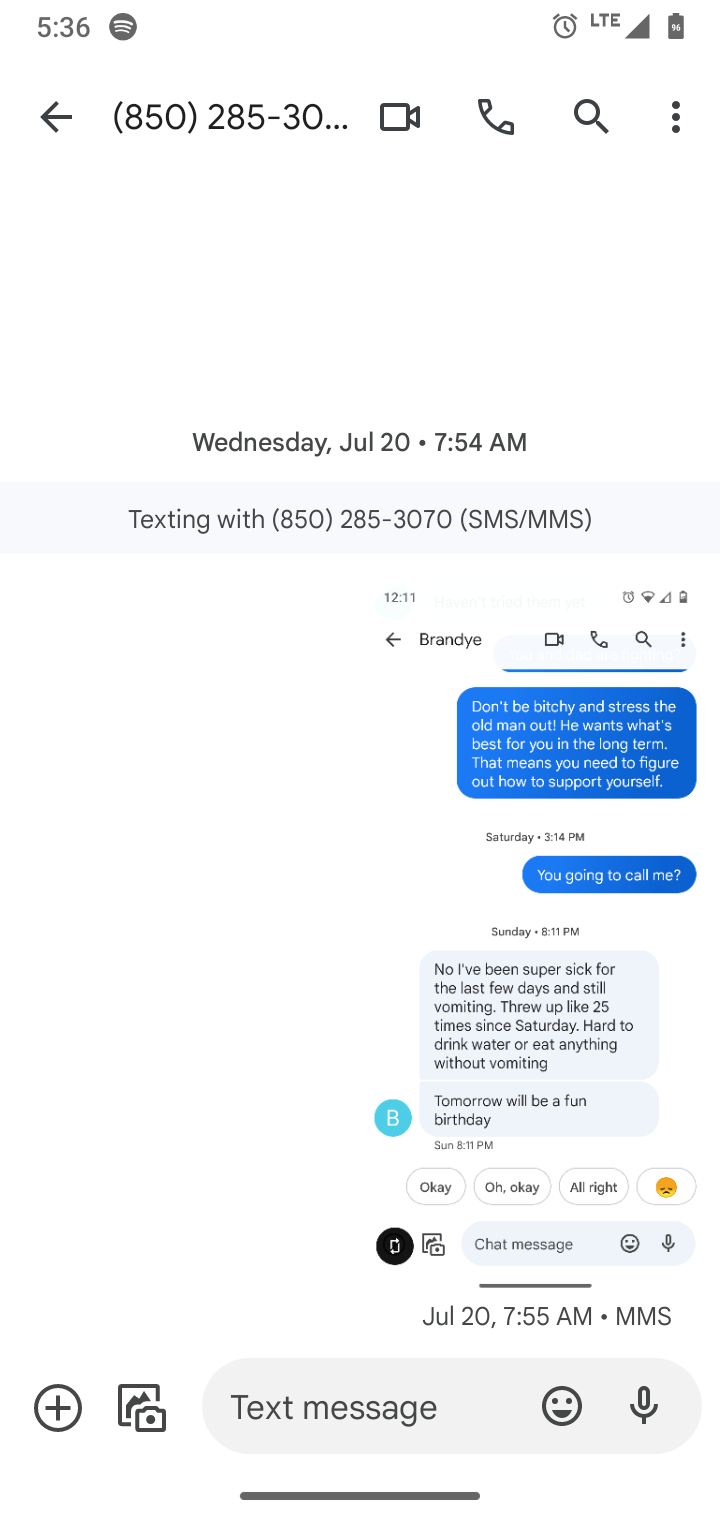 5:36
LTE
96
(850) 285-30...
Wednesday, Jul 20 • 7:54 AM
Texting with (850) 285-3070 (SMS/MMS)
12:11
Haven't tried them yet
Brandye
Don't be bitchy and stress the
old man out! He wants what's
best for you in the long term.
That means you need to figure
out how to support yourself.
Saturday • 3:14 PM
You going to call me?
Sunday • 8:11 PM
No I've been super sick for
the last few days and still
vomiting. Threw up like 25
times since Saturday. Hard to
drink water or eat anything
without vomiting
Tomorrow will be a fun
birthday
B
Sun 8:11 PM
Okay
Oh, okay
All right
Chat message
Jul 20, 7:55 AM • MMS
Text message